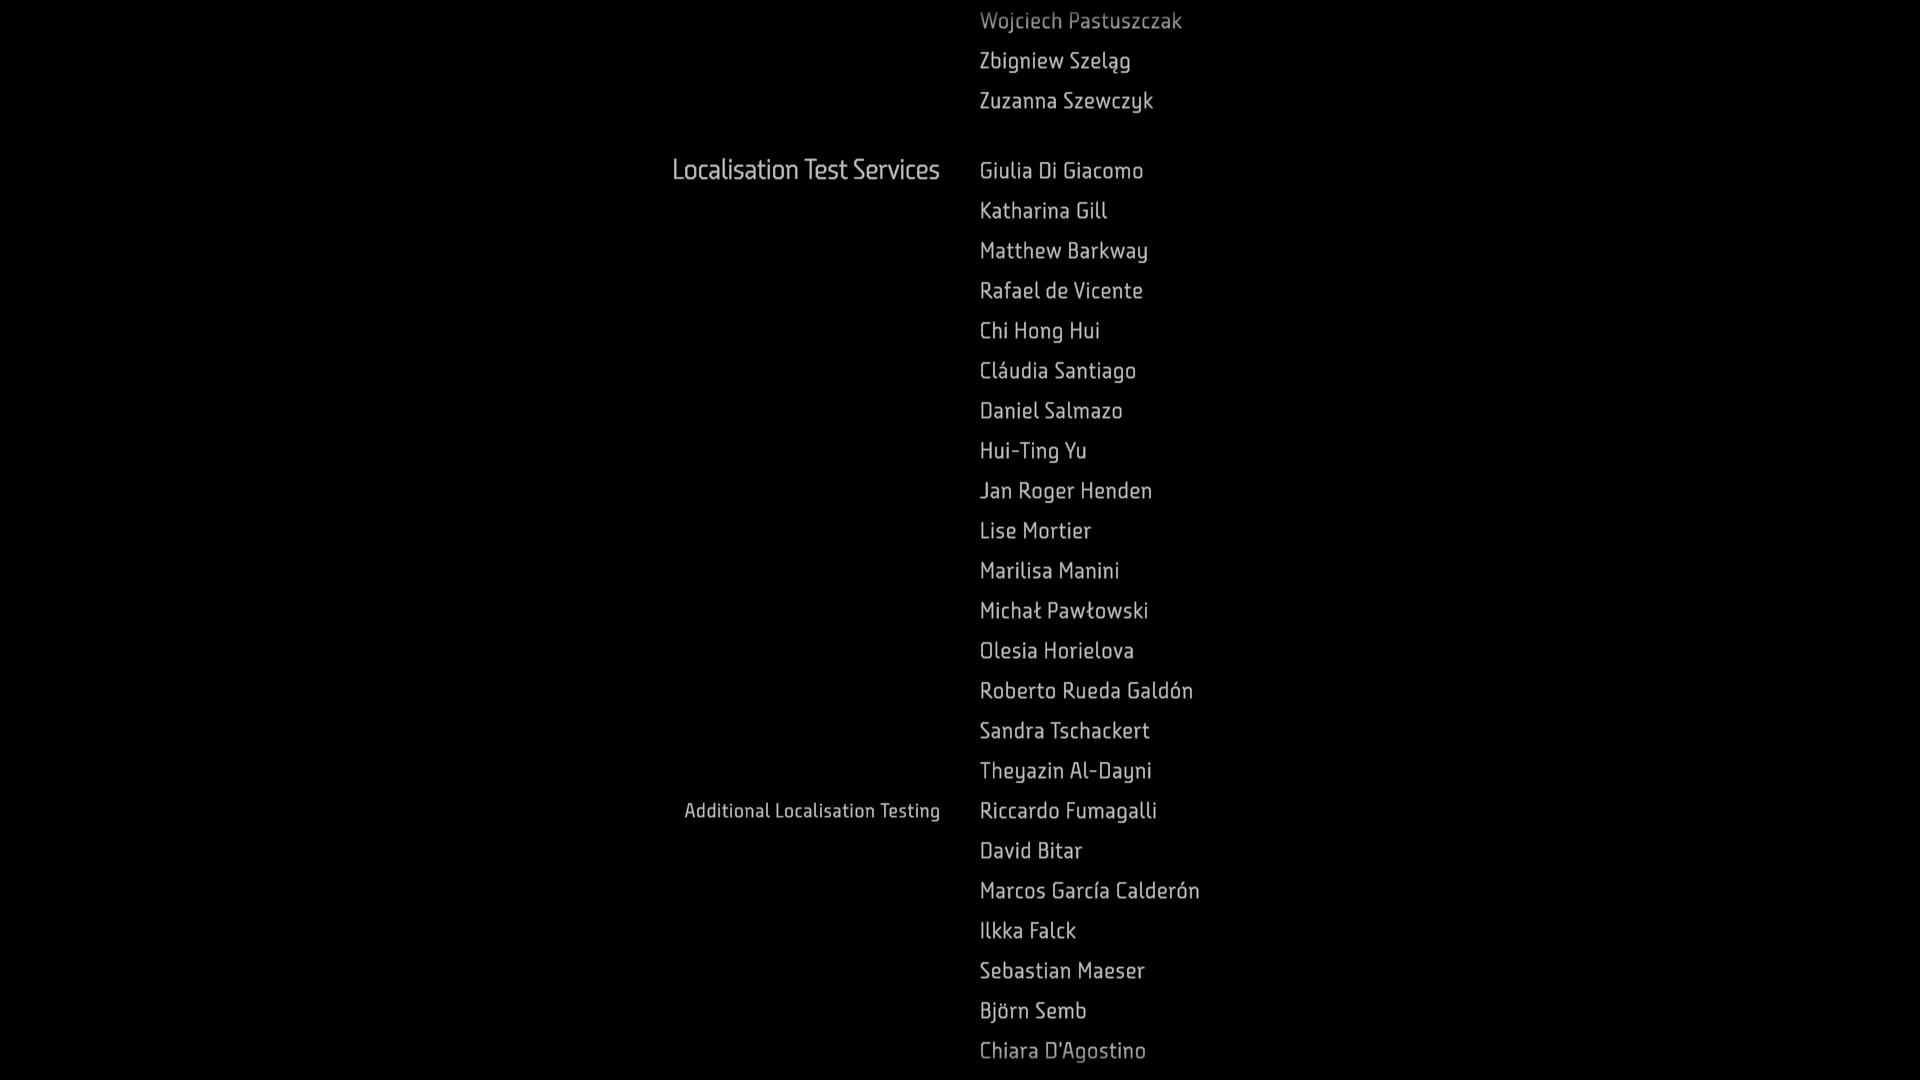 Wojciech Pastuszczak
Zbigniew Szeląg
Zuzanna Szewczyk
Localisation Test Services Giulia Di Giacomo
Katharina Gill
Matthew Barkway
Rafael de Vicente
Chi Hong Hui
Cláudia Santiago
Daniel Salmazo
Hui-Ting Yu
Jan Roger Henden
Lise Mortier
Marilisa Manini
Michał Pawłowski
Olesia Horielova
Roberto Rueda Galdón
Sandra Tschackert
Theyazin Al-Dayni
Additional Localisation Testing Riccardo Fumagalli
David Bitar
Marcos García Calderón
Ilkka Falck
Sebastian Maeser
Björn Semb
Chiara D'Agostino